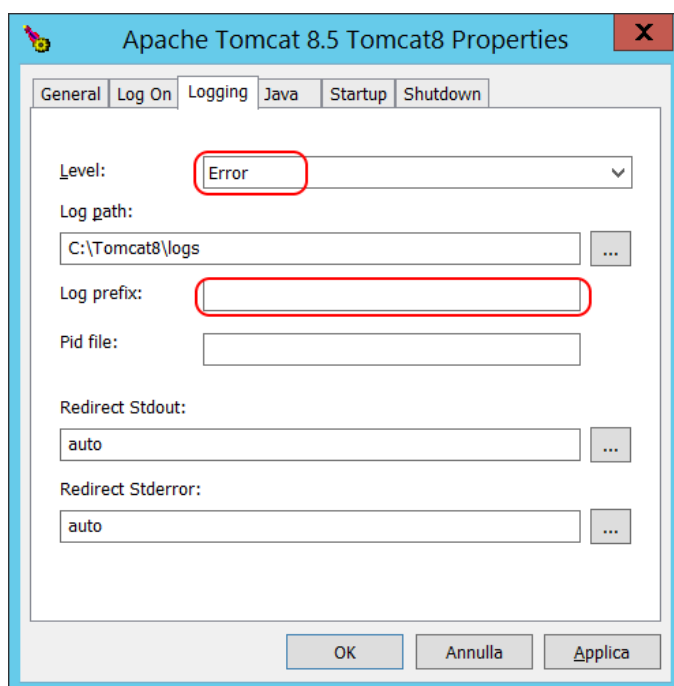 Apache Tomcat 8.5 Tomcat8 Properties
X
General Log On Logging Java Startup Shutdown
Level: Error
Log path:
C:\Tomcat8\logs ...
Log prefix:
Pid file:
Redirect Stdout:
auto ...
Redirect Stderror:
auto ...
OK Annulla Applica